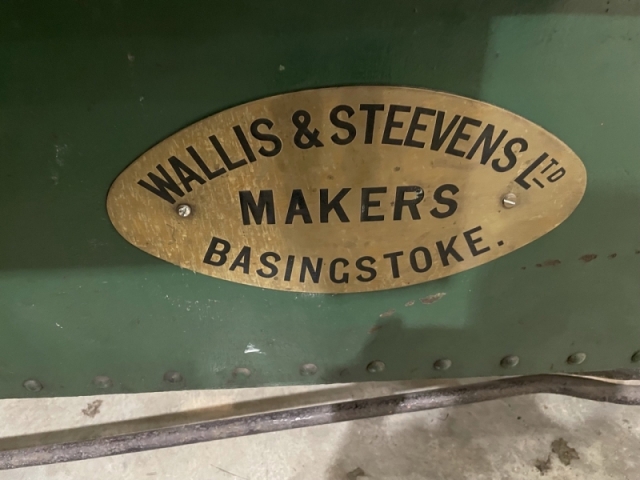 WALLIS & STEEVENS LTD
MAKERS
BASINGSTOKE.